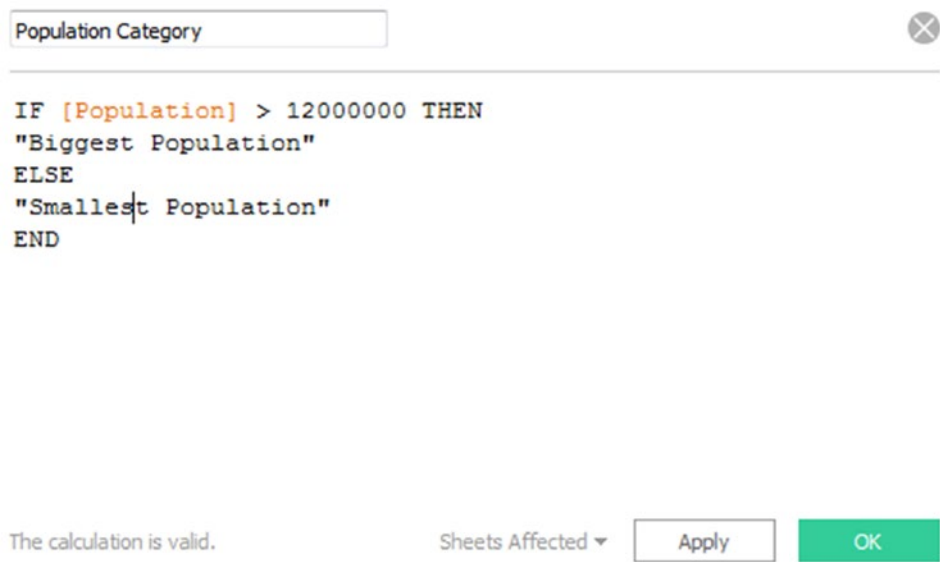 Population Category
IF [Population] > 12000000 THEN
"Biggest Population"
ELSE
"Smallest Population"
END
The calculation is valid.
Sheets Affected
Apply
OK